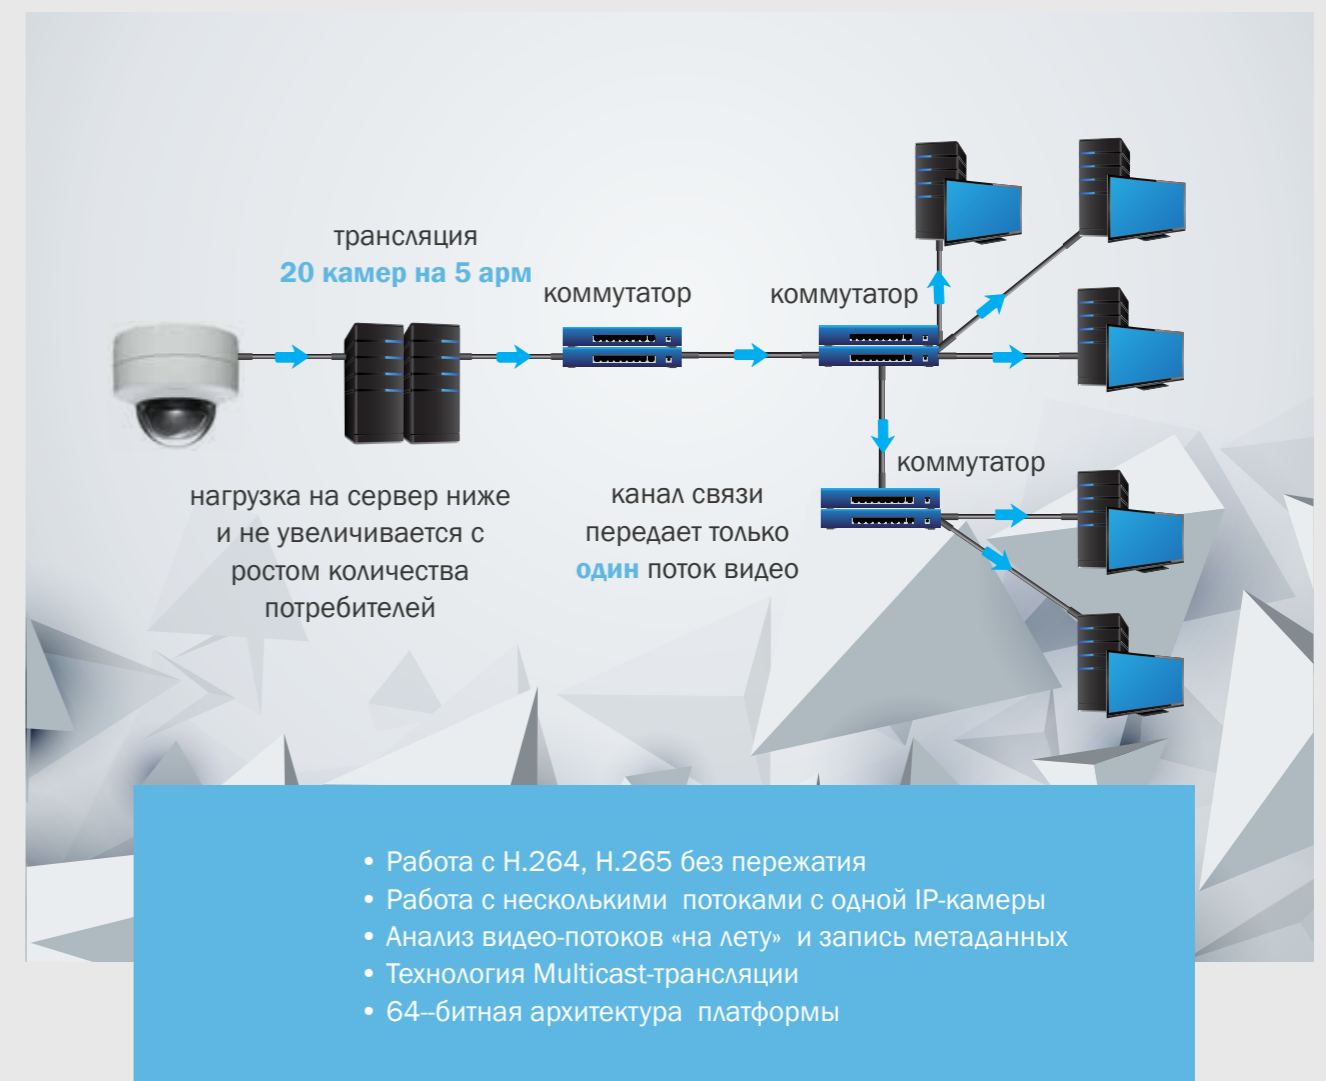 трансляция
20 камер на 5 арм
коммутатор
коммутатор
коммутатор
нагрузка на сервер ниже
и не увеличивается с
ростом количества
потребителей
канал связи
передает только
один поток видео
• Работа с H.264, H.265 без пережатия
• Работа с несколькими потоками с одной IP-камеры
• Анализ видео-потоков «на лету» и запись метаданных
• Технология Multicast-трансляции
• 64--битная архитектура платформы